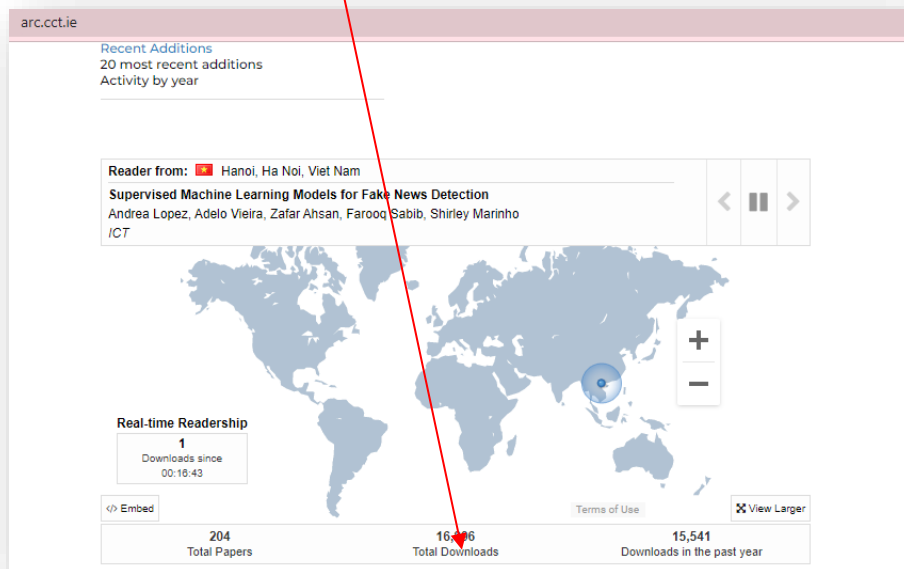 arc.cct.ie
Recent Additions
20 most recent additions
Activity by year
Reader from: Hanoi, Ha Noi, Viet Nam
Supervised Machine Learning Models for Fake News Detection
Andrea Lopez, Adelo Vieira, Zafar Ahsan, Farooq Sabib, Shirley Marinho
ICT
Real-time Readership
1
Downloads since
00:16:43
</> Embed
Terms of Use
View Larger
204
Total Papers
Total Downloads
15,541
Downloads in the past year